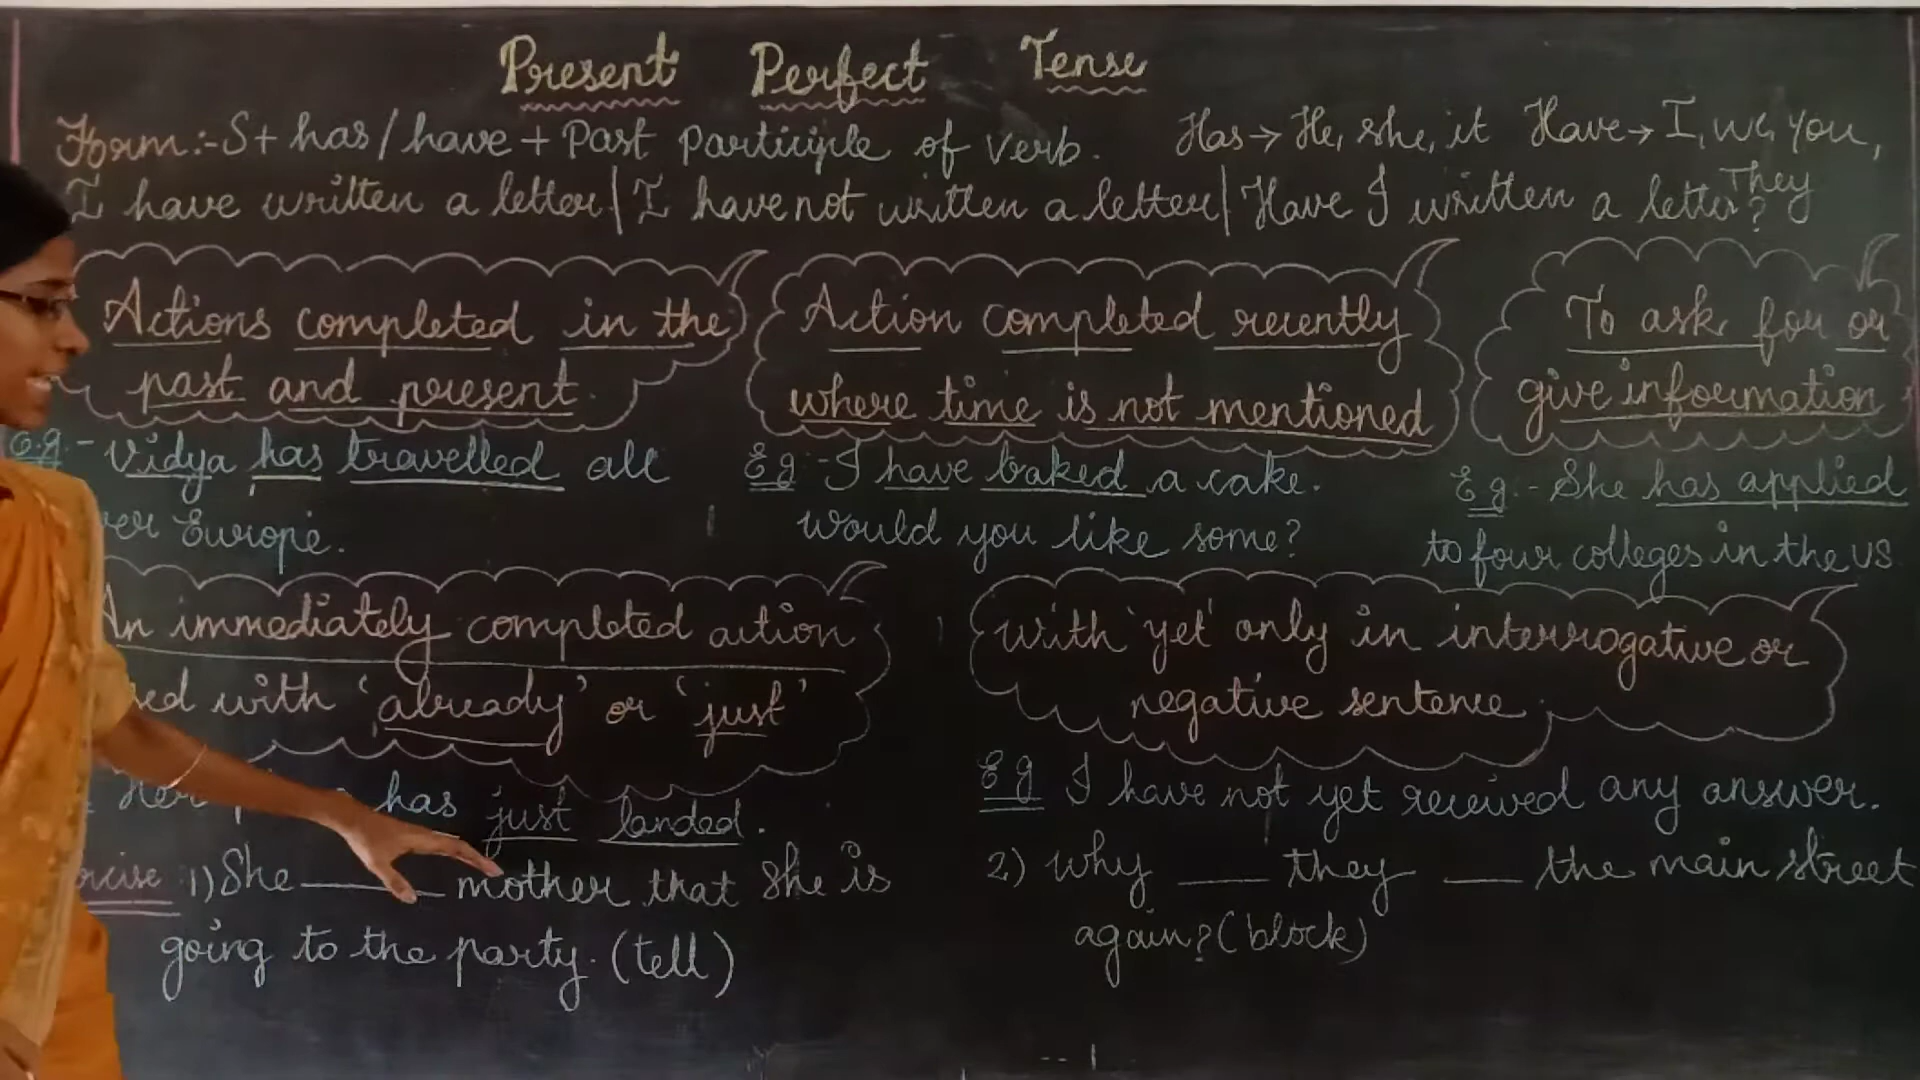 Present Perfect Tense
Form:- S+ has/have + Past participle of verb. Has→ He, she, it Have→ I, we, you, They
I have written a letter | I have not written a letter | Have I written a letter?
Actions completed in the
past and present.
E.g.- Vidya has travelled all
Europe.
Action completed recently
where time is not mentioned
Eg:- I have baked a cake.
would you like some?
To ask for or
give information
Eg:- She has applied
to four colleges in the US
An immediately completed action
with 'already' or 'just'
Her has just landed.
with 'yet' only in interrogative or
negative sentence.
Eg I have not yet received any answer.
1) She ____ mother that she is
going to the party. (tell)
2) why ___ they ___ the main street
again? (block)